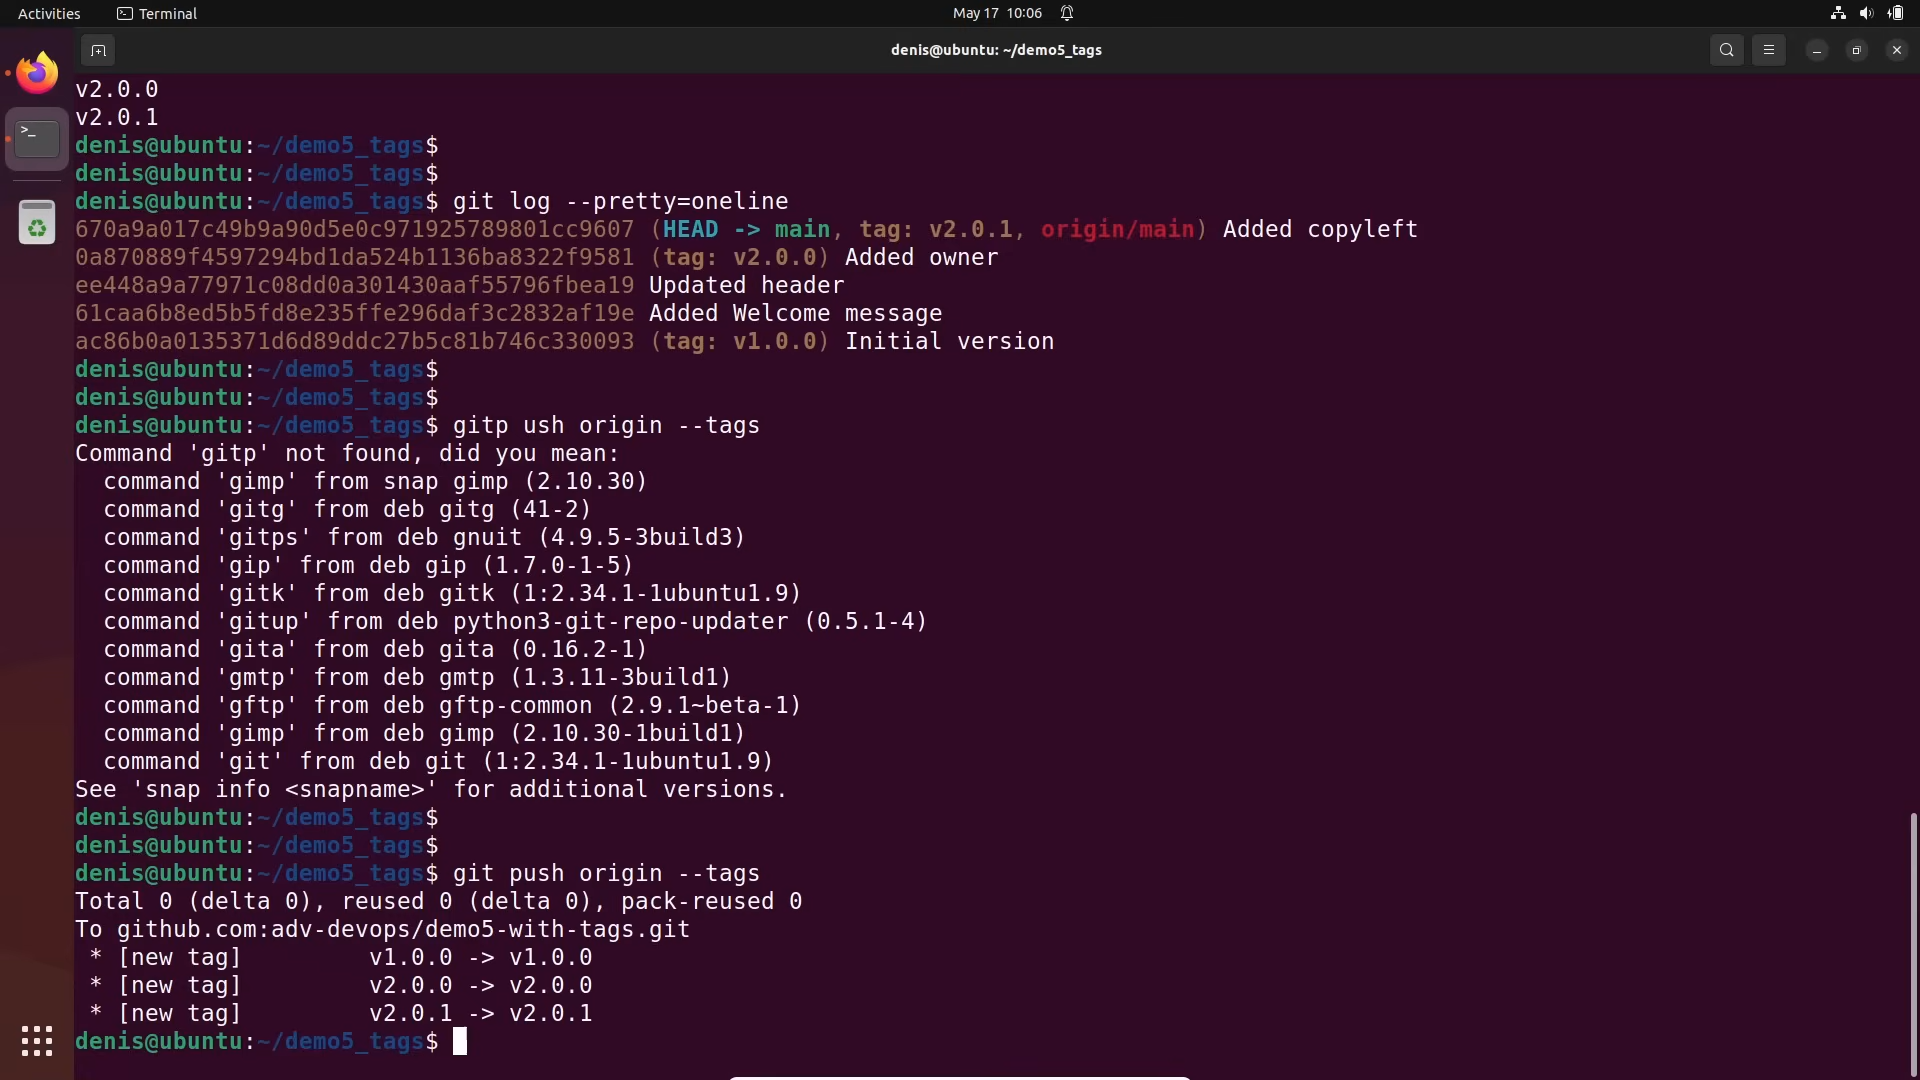 Activities
Terminal
May 17 10:06
denis@ubuntu: ~/demo5_tags
v2.0.0
v2.0.1
denis@ubuntu:~/demo5_tags$
denis@ubuntu:~/demo5_tags$
denis@ubuntu:~/demo5_tags$ git log --pretty=oneline
670a9a017c49b9a90d5e0c971925789801cc9607 (HEAD -> main, tag: v2.0.1, origin/main) Added copyleft
0a870889f4597294bd1da524b1136ba8322f9581 (tag: v2.0.0) Added owner
ee448a9a77971c08dd0a301430aaf55796fbea19 Updated header
61caa6b8ed5b5fd8e235ffe296daf3c2832af19e Added Welcome message
ac86b0a0135371d6d89ddc27b5c81b746c330093 (tag: v1.0.0) Initial version
denis@ubuntu:~/demo5_tags$
denis@ubuntu:~/demo5_tags$
denis@ubuntu:~/demo5_tags$ gitp ush origin --tags
Command 'gitp' not found, did you mean:
  command 'gimp' from snap gimp (2.10.30)
  command 'gitg' from deb gitg (41-2)
  command 'gitps' from deb gnuit (4.9.5-3build3)
  command 'gip' from deb gip (1.7.0-1-5)
  command 'gitk' from deb gitk (1:2.34.1-1ubuntu1.9)
  command 'gitup' from deb python3-git-repo-updater (0.5.1-4)
  command 'gita' from deb gita (0.16.2-1)
  command 'gmtp' from deb gmtp (1.3.11-3build1)
  command 'gftp' from deb gftp-common (2.9.1~beta-1)
  command 'gimp' from deb gimp (2.10.30-1build1)
  command 'git' from deb git (1:2.34.1-1ubuntu1.9)
See 'snap info <snapname>' for additional versions.
denis@ubuntu:~/demo5_tags$
denis@ubuntu:~/demo5_tags$
denis@ubuntu:~/demo5_tags$ git push origin --tags
Total 0 (delta 0), reused 0 (delta 0), pack-reused 0
To github.com:adv-devops/demo5-with-tags.git
 * [new tag]         v1.0.0 -> v1.0.0
 * [new tag]         v2.0.0 -> v2.0.0
 * [new tag]         v2.0.1 -> v2.0.1
denis@ubuntu:~/demo5_tags$